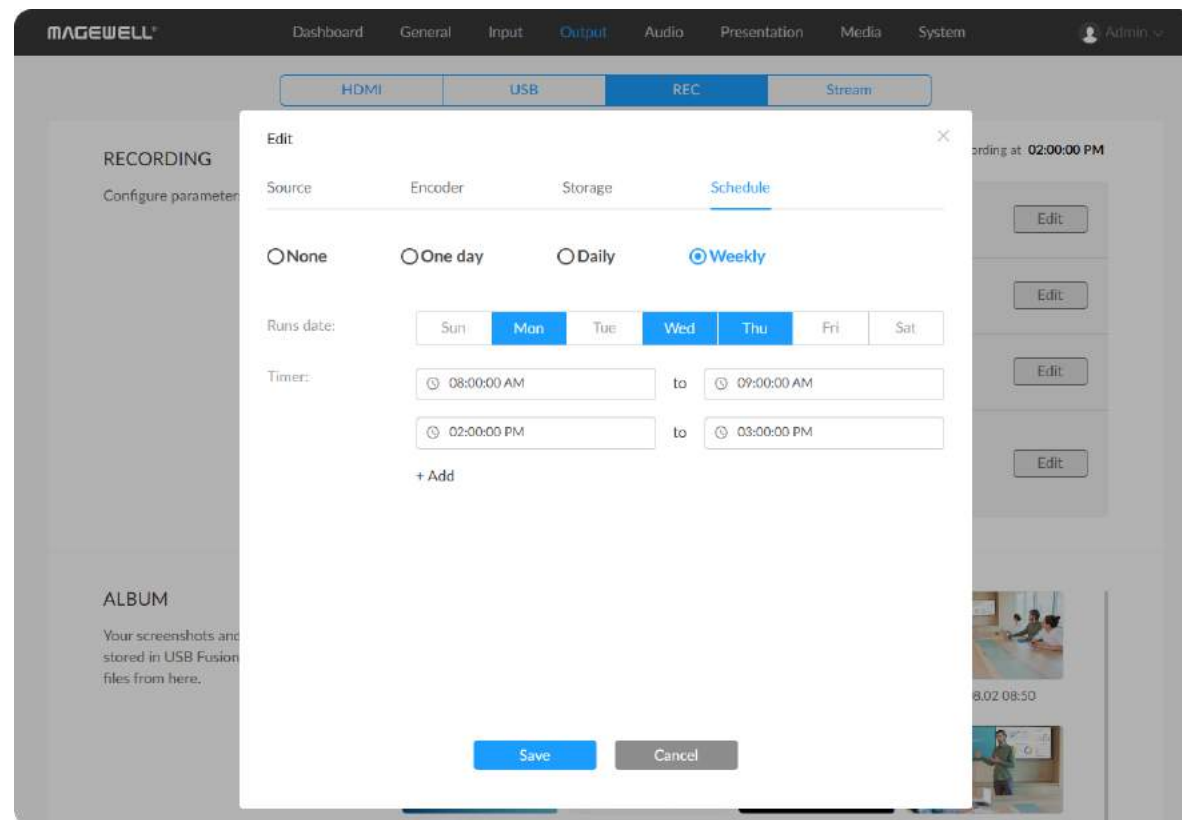 MAGEWELL® Dashboard General Input Output Audio Presentation Media System Admin
HDMI USB REC Stream
RECORDING
Configure parameter
Edit
ording at 02:00:00 PM
Source Encoder Storage Schedule
None One day Daily Weekly
Runs date: Sun Mon Tue Wed Thu Fri Sat
Timer: 08:00:00 AM to 09:00:00 AM
02:00:00 PM to 03:00:00 PM
+ Add
Edit
Edit
Edit
Edit
ALBUM
Your screenshots and
stored in USB Fusion
files from here.
8.02 08:50
Save Cancel